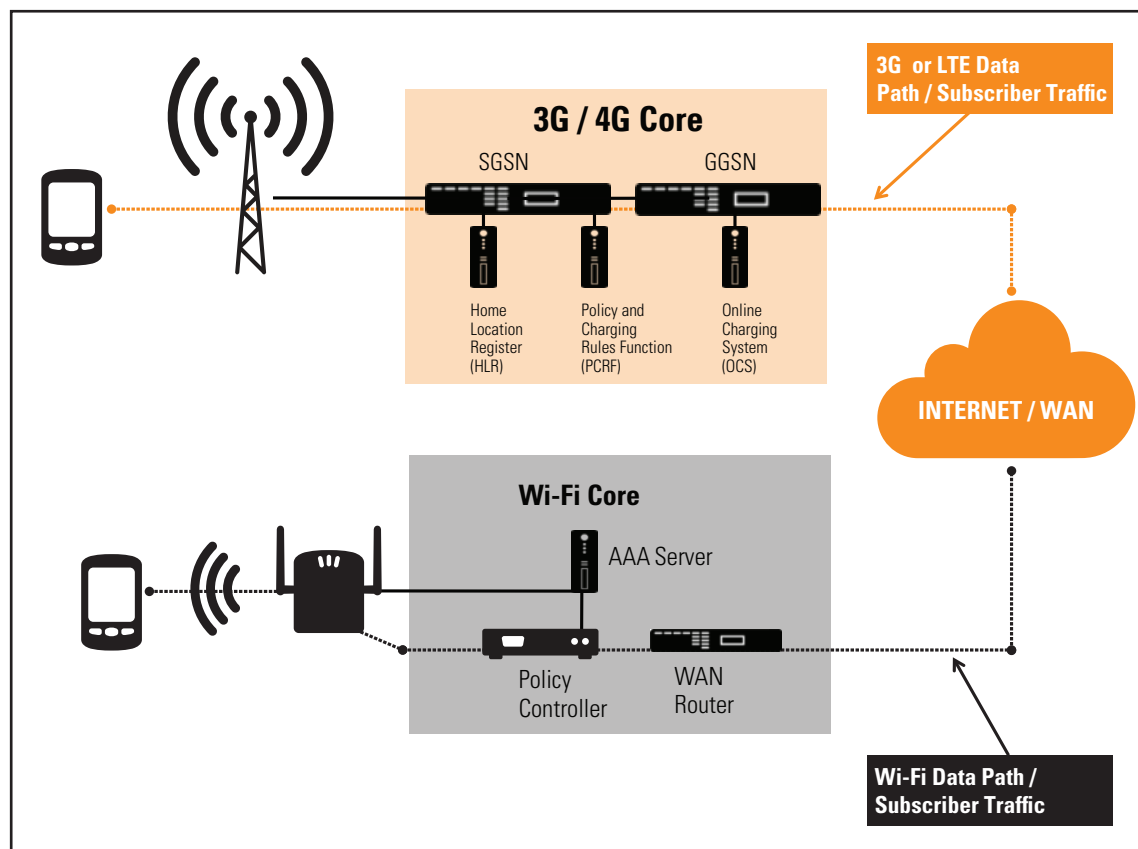 3G or LTE Data
Path / Subscriber Traffic
3G / 4G Core
SGSN
GGSN
Home
Location
Register
(HLR)
Policy and
Charging
Rules Function
(PCRF)
Online
Charging
System
(OCS)
INTERNET / WAN
Wi-Fi Core
AAA Server
Policy
Controller
WAN
Router
Wi-Fi Data Path /
Subscriber Traffic